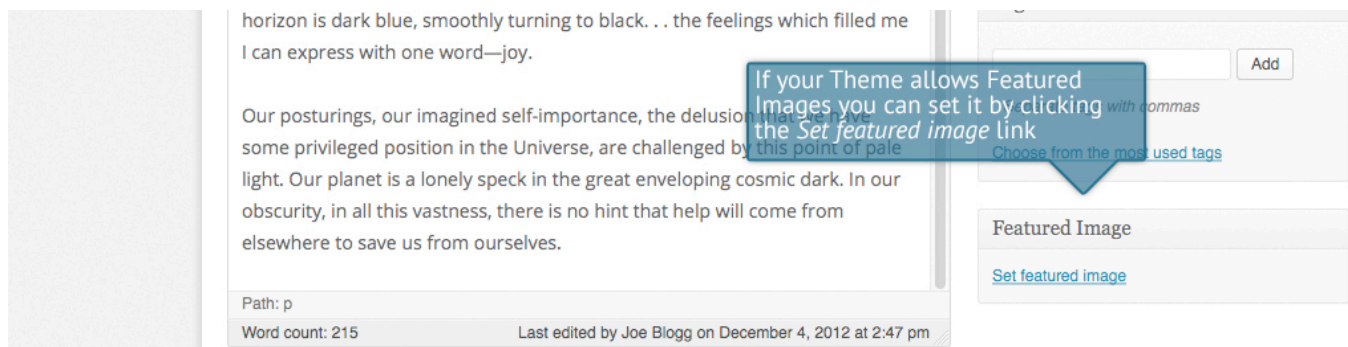 horizon is dark blue, smoothly turning to black. . . the feelings which filled me
I can express with one word—joy.
Our posturings, our imagined self-importance, the delusion that we have
some privileged position in the Universe, are challenged by this point of pale
light. Our planet is a lonely speck in the great enveloping cosmic dark. In our
obscurity, in all this vastness, there is no hint that help will come from
elsewhere to save us from ourselves.
Path: p
Word count: 215
Last edited by Joe Blogg on December 4, 2012 at 2:47 pm
Add
If your Theme allows Featured
Images you can set it by clicking
the Set featured image link
with commas
Choose from the most used tags
Featured Image
Set featured image